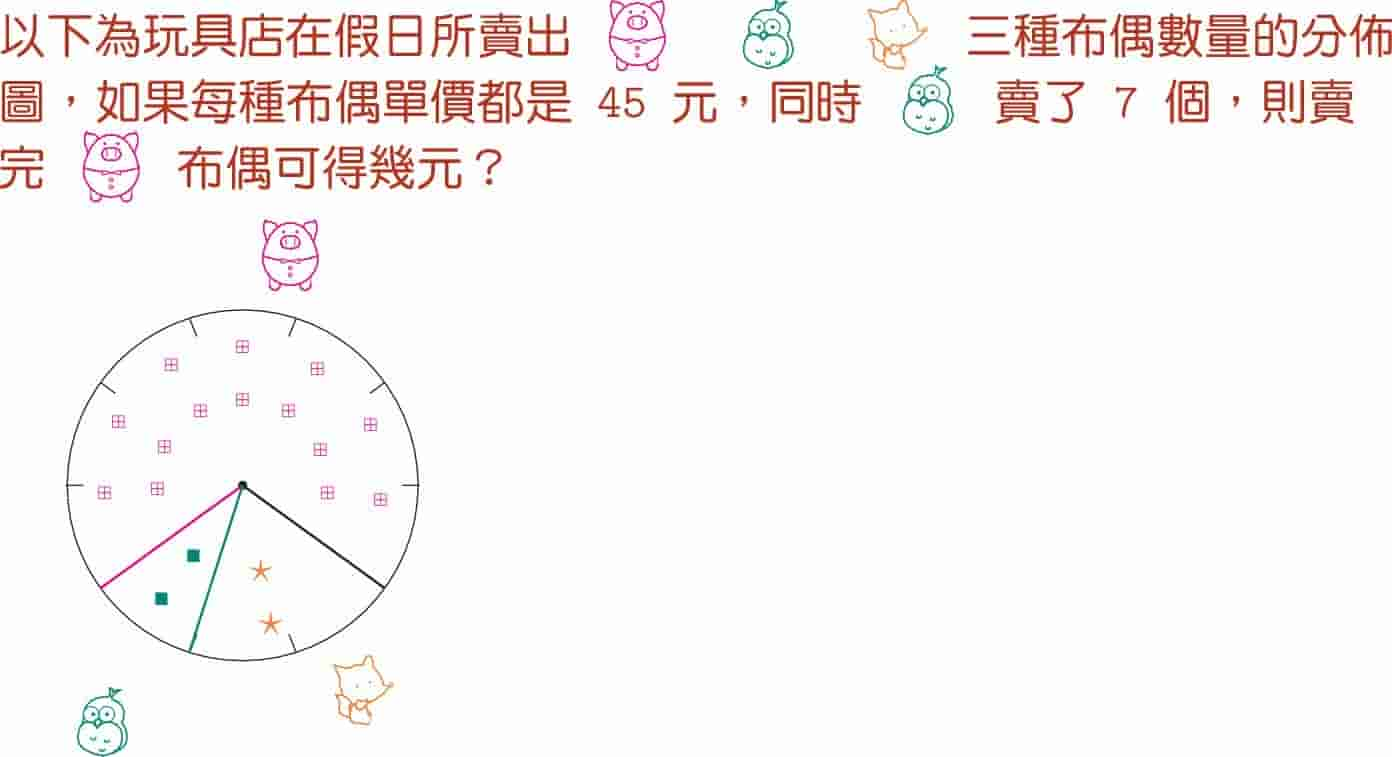 以下為玩具店在假日所賣出 三種布偶數量的分佈
圖，如果每種布偶單價都是 45 元，同時 賣了 7 個，則賣
完 布偶可得幾元？